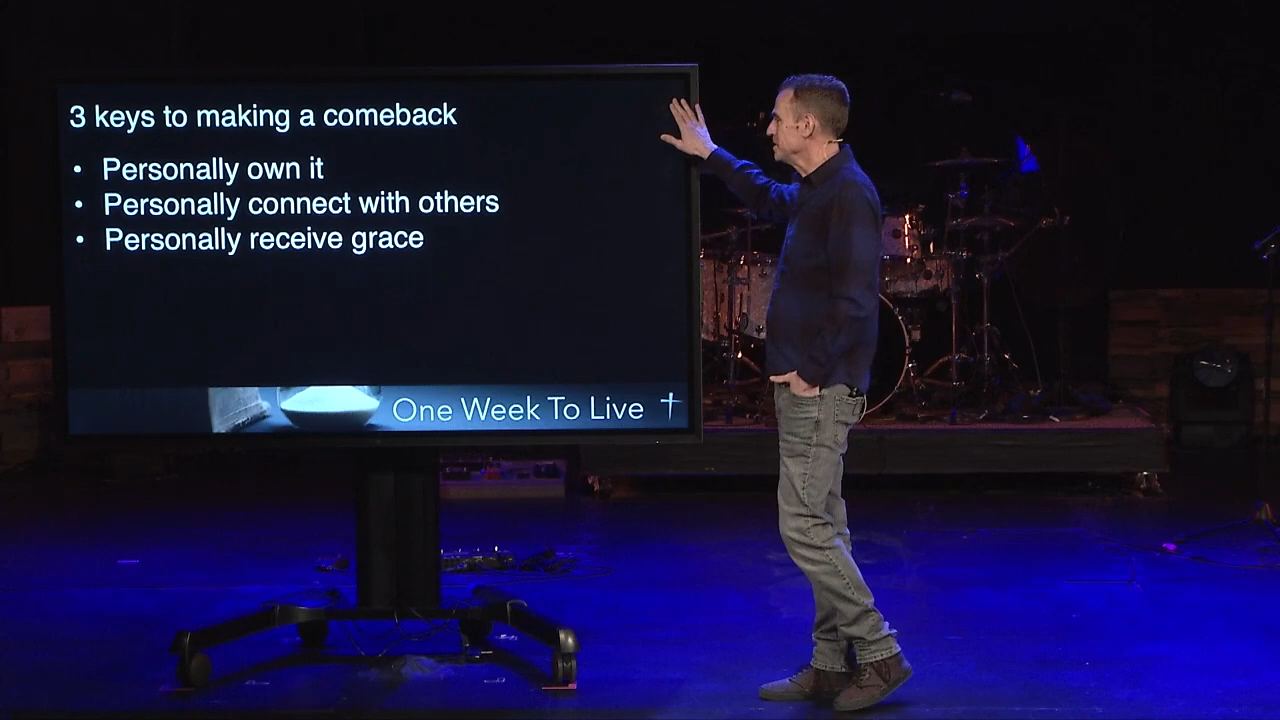 3 keys to making a comeback
• Personally own it
• Personally connect with others
• Personally receive grace
One Week To Live